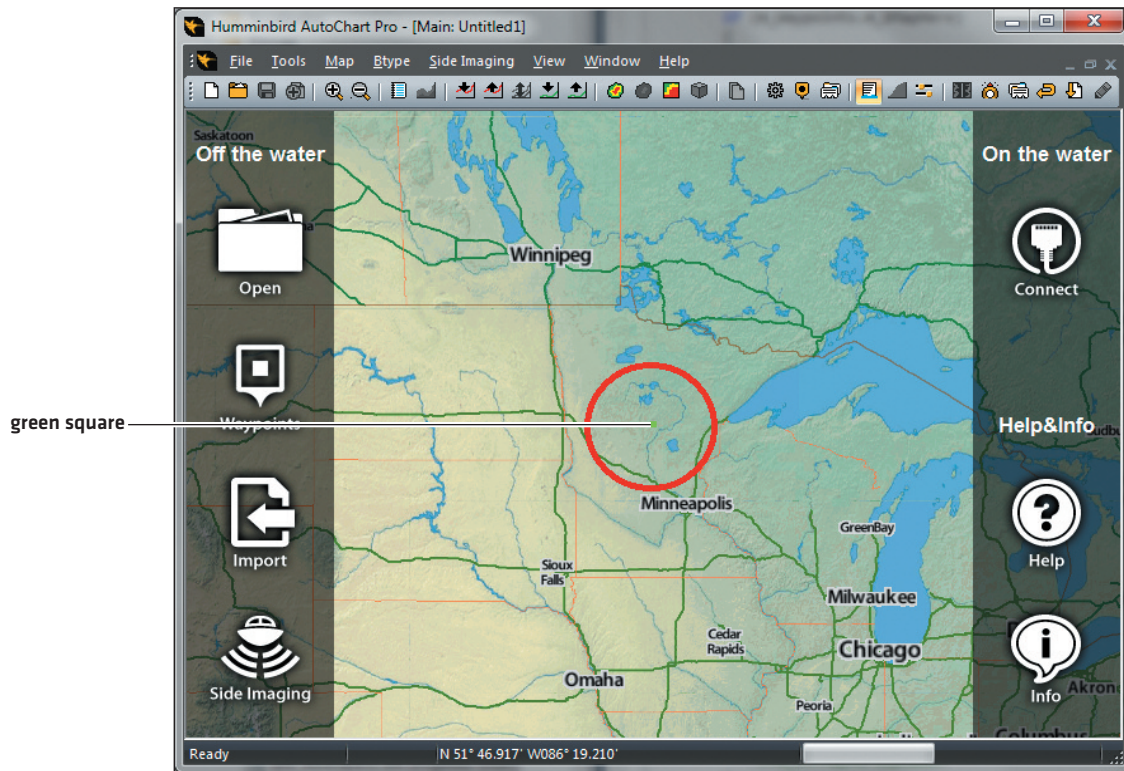 Humminbird AutoChart Pro - [Main: Untitled1]
File Tools Map Btype Side Imaging View Window Help
Saskatoon
Off the water
On the water
Open
Winnipeg
Connect
green square
Waypoints
Help&Info
Minneapolis
GreenBay
Import
Sioux
Falls
Help
Milwaukee
Cedar
Rapids
Chicago
Side Imaging
Omaha
Peoria
Info
Akron
Columbus
Ready
N 51° 46.917' W086° 19.210'